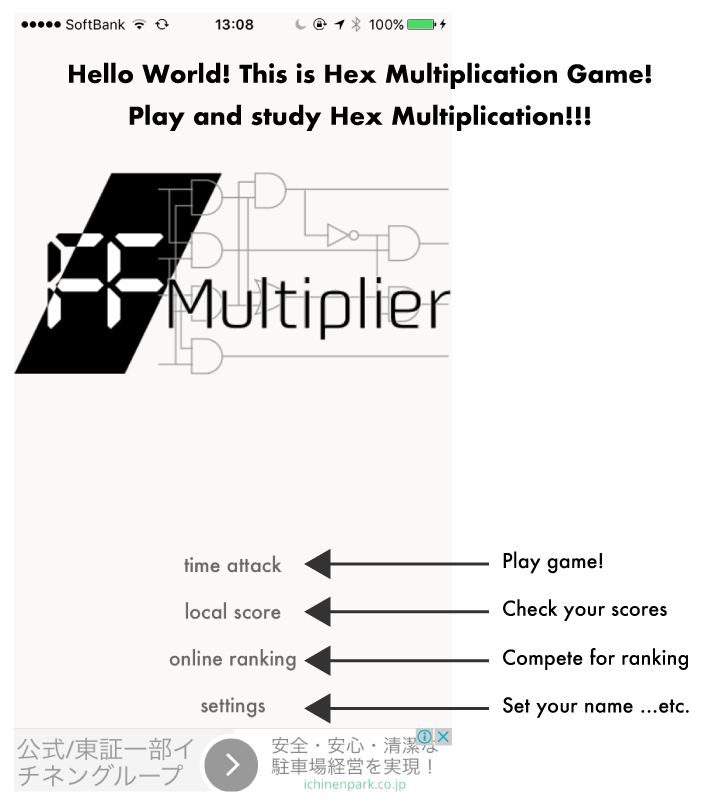 SoftBank 13:08 100%
Hello World! This is Hex Multiplication Game!
Play and study Hex Multiplication!!!
FF Multiplier
time attack Play game!
local score Check your scores
online ranking Compete for ranking
settings Set your name ...etc.
公式/東証一部イ
チネングループ
安全・安心・清潔な
駐車場経営を実現！
ichinenpark.co.jp